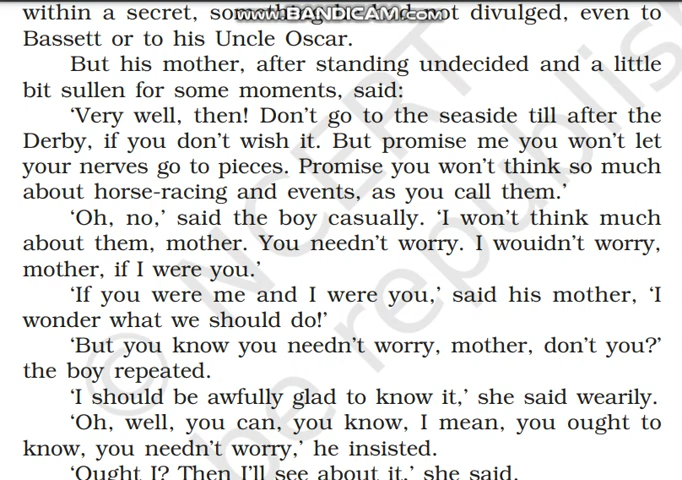 within a secret, not divulged, even to
www.BANDICAM.com
Bassett or to his Uncle Oscar.
But his mother, after standing undecided and a little
bit sullen for some moments, said:
‘Very well, then! Don’t go to the seaside till after the
Derby, if you don’t wish it. But promise me you won’t let
your nerves go to pieces. Promise you won’t think so much
about horse-racing and events, as you call them.’
‘Oh, no,’ said the boy casually. ‘I won’t think much
about them, mother. You needn’t worry. I wouidn’t worry,
mother, if I were you.’
‘If you were me and I were you,’ said his mother, ‘I
wonder what we should do!’
‘But you know you needn’t worry, mother, don’t you?’
the boy repeated.
‘I should be awfully glad to know it,’ she said wearily.
‘Oh, well, you can, you know, I mean, you ought to
know, you needn’t worry,’ he insisted.
‘Ought I? Then I’ll see about it,’ she said.
© NCERT
be republis